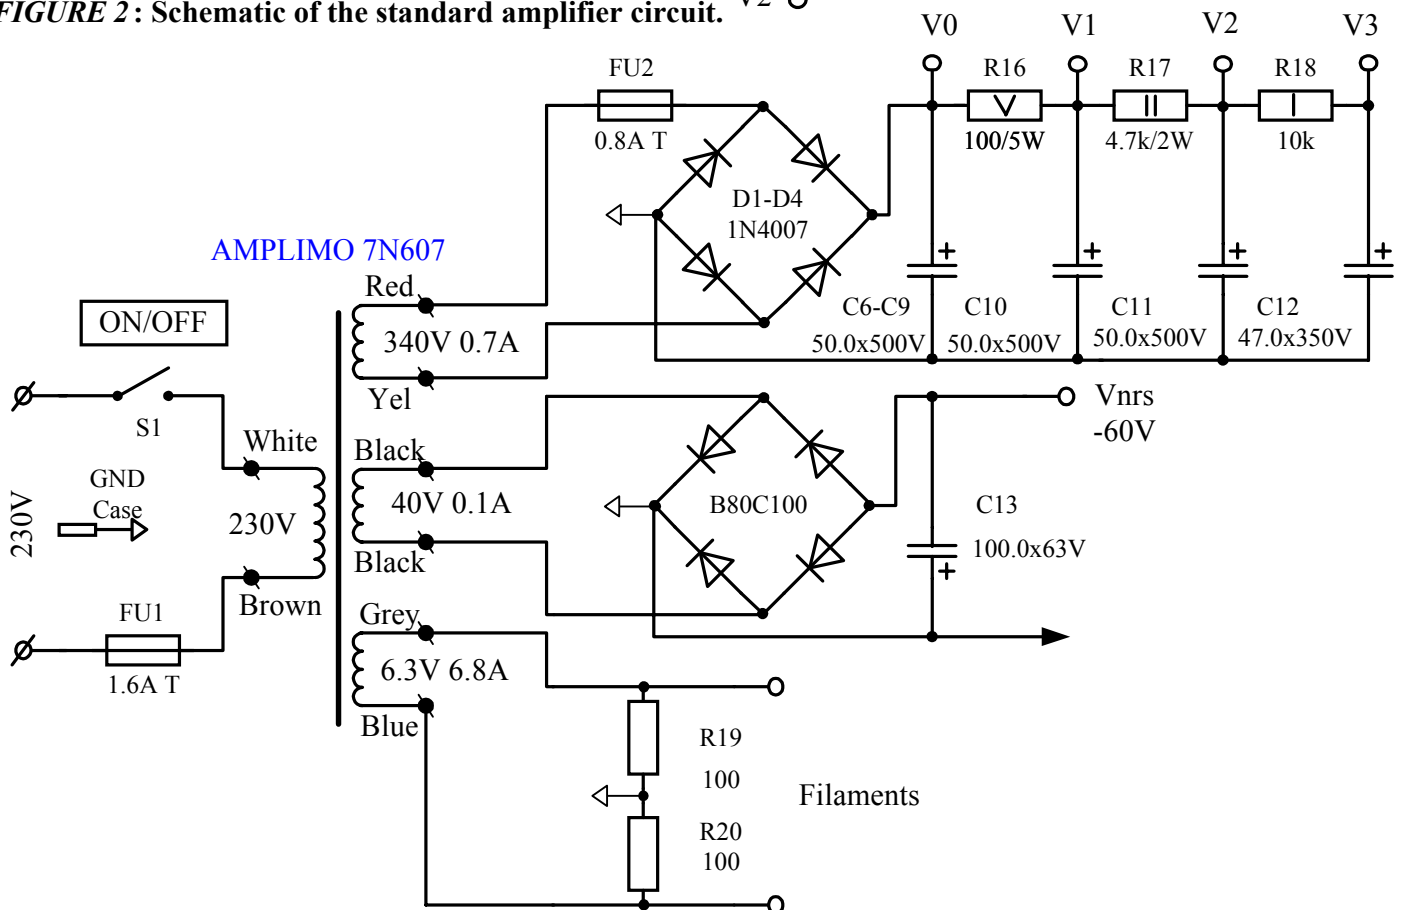 FIGURE 2: Schematic of the standard amplifier circuit.
V0 V1 V2 V3
FU2
0.8A T
R16
100/5W
R17
4.7k/2W
R18
10k
D1-D4
1N4007
AMPLIMO 7N607
Red
340V 0.7A
Yel
C6-C9
50.0x500V
C10
50.0x500V
C11
50.0x500V
C12
47.0x350V
ON/OFF
S1
White
230V
Brown
GND
Case
230V
FU1
1.6A T
Black
40V 0.1A
Black
B80C100
Vnrs
-60V
C13
100.0x63V
Grey
6.3V 6.8A
Blue
R19
100
R20
100
Filaments